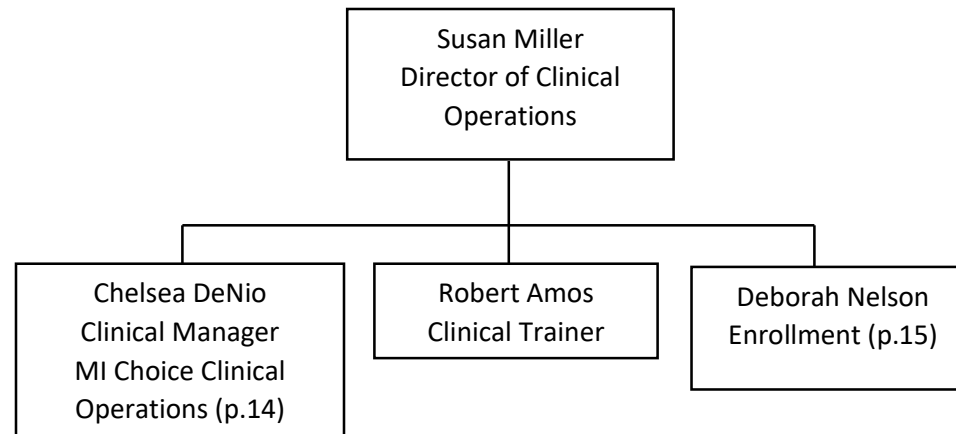 Susan Miller
Director of Clinical
Operations
Chelsea DeNio
Clinical Manager
MI Choice Clinical
Operations (p.14)
Robert Amos
Clinical Trainer
Deborah Nelson
Enrollment (p.15)